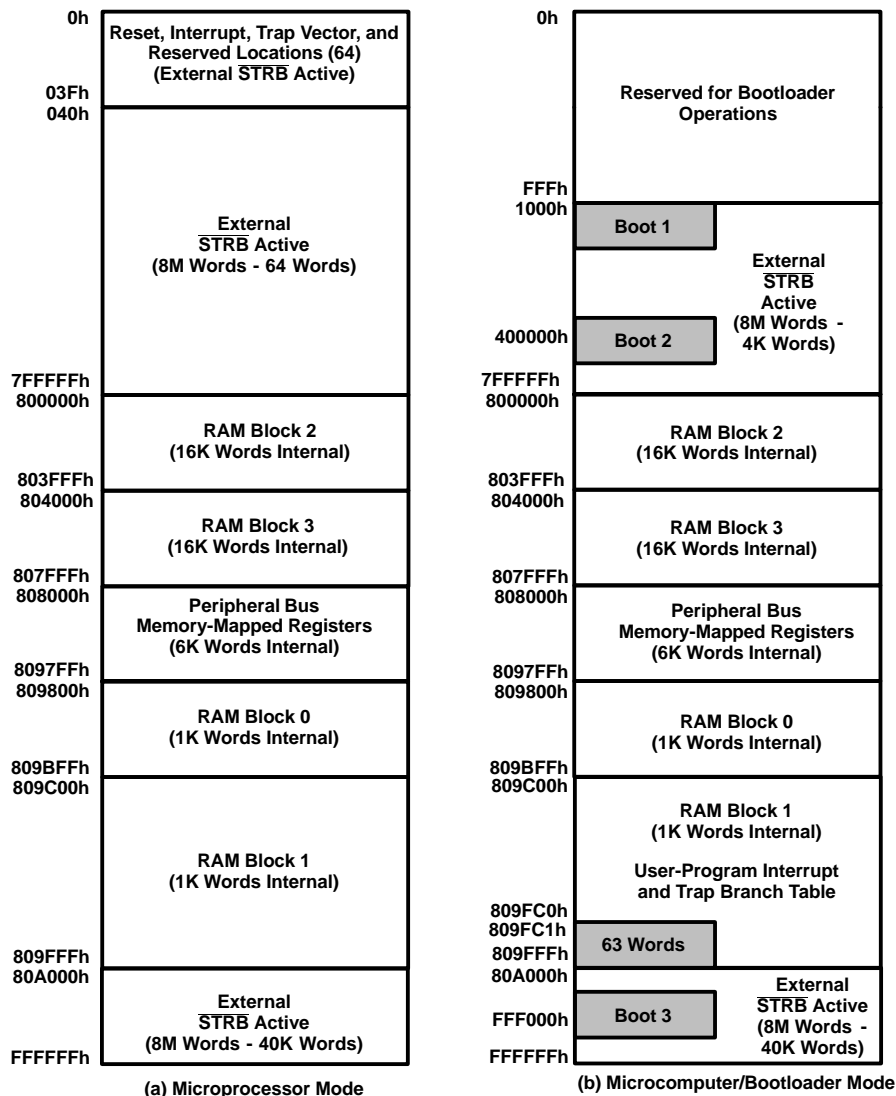 0h
Reset, Interrupt, Trap Vector, and
Reserved Locations (64)
(External STRB Active)
03Fh
040h
External
STRB Active
(8M Words - 64 Words)
7FFFFFh
800000h
RAM Block 2
(16K Words Internal)
803FFFh
804000h
RAM Block 3
(16K Words Internal)
807FFFh
808000h
Peripheral Bus
Memory-Mapped Registers
(6K Words Internal)
8097FFh
809800h
RAM Block 0
(1K Words Internal)
809BFFh
809C00h
RAM Block 1
(1K Words Internal)
809FFFh
80A000h
External
STRB Active
(8M Words - 40K Words)
FFFFFFh
(a) Microprocessor Mode
0h
Reserved for Bootloader
Operations
FFFh
1000h
Boot 1
External
STRB
Active
(8M Words -
4K Words)
400000h
Boot 2
7FFFFFh
800000h
RAM Block 2
(16K Words Internal)
803FFFh
804000h
RAM Block 3
(16K Words Internal)
807FFFh
808000h
Peripheral Bus
Memory-Mapped Registers
(6K Words Internal)
8097FFh
809800h
RAM Block 0
(1K Words Internal)
809BFFh
809C00h
RAM Block 1
(1K Words Internal)
User-Program Interrupt
and Trap Branch Table
809FC0h
809FC1h
63 Words
809FFFh
80A000h
External
STRB Active
(8M Words -
40K Words)
Boot 3
FFF000h
FFFFFFh
(b) Microcomputer/Bootloader Mode